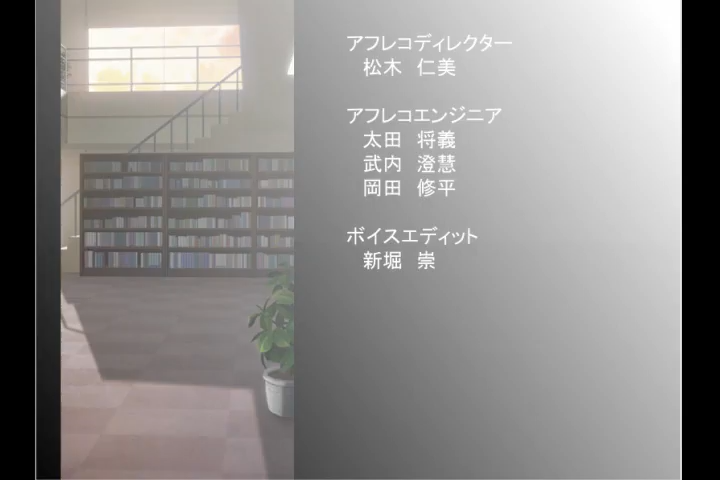 アフレコディレクター
松木 仁美
アフレコエンジニア
太田 将義
武内 澄慧
岡田 修平
ボイスエディット
新堀 崇